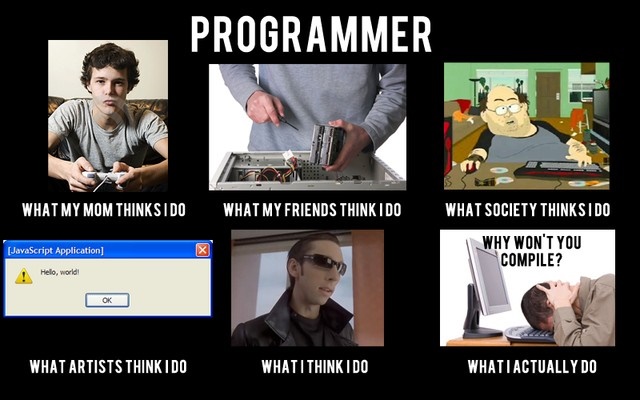 PROGRAMMER
WHAT MY MOM THINKS I DO
WHAT MY FRIENDS THINK I DO
WHAT SOCIETY THINKS I DO
[JavaScript Application]
Hello, world!
OK
WHY WON'T YOU
COMPILE?
WHAT ARTISTS THINK I DO
WHAT I THINK I DO
WHAT I ACTUALLY DO